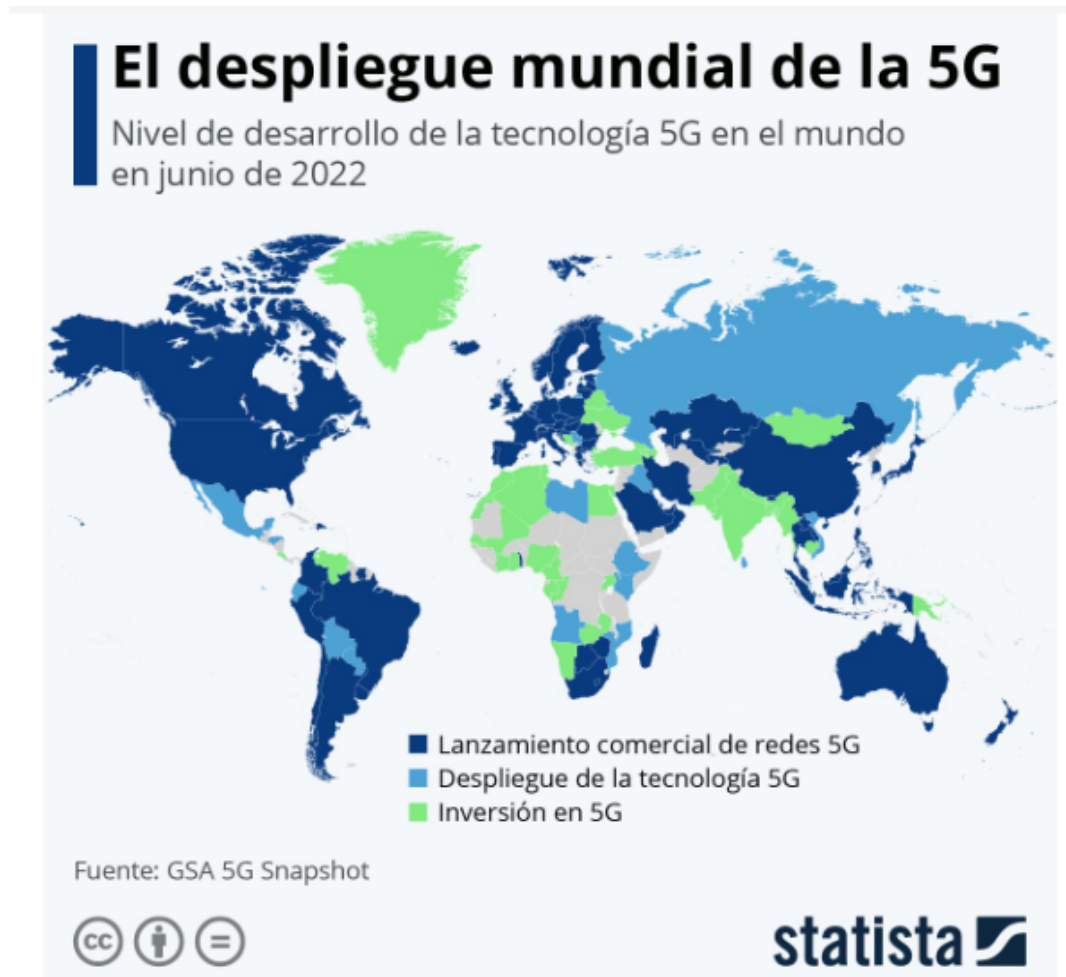 El despliegue mundial de la 5G
Nivel de desarrollo de la tecnología 5G en el mundo
en junio de 2022
Lanzamiento comercial de redes 5G
Despliegue de la tecnología 5G
Inversión en 5G
Fuente: GSA 5G Snapshot
cc
statista